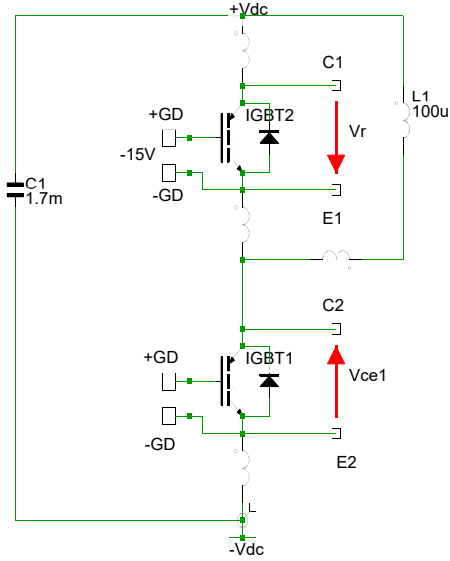 +Vdc
C1
L1
100u
+GD
IGBT2
Vr
-15V
C1
1.7m
-GD
E1
C2
+GD
IGBT1
Vce1
-GD
E2
L
-Vdc